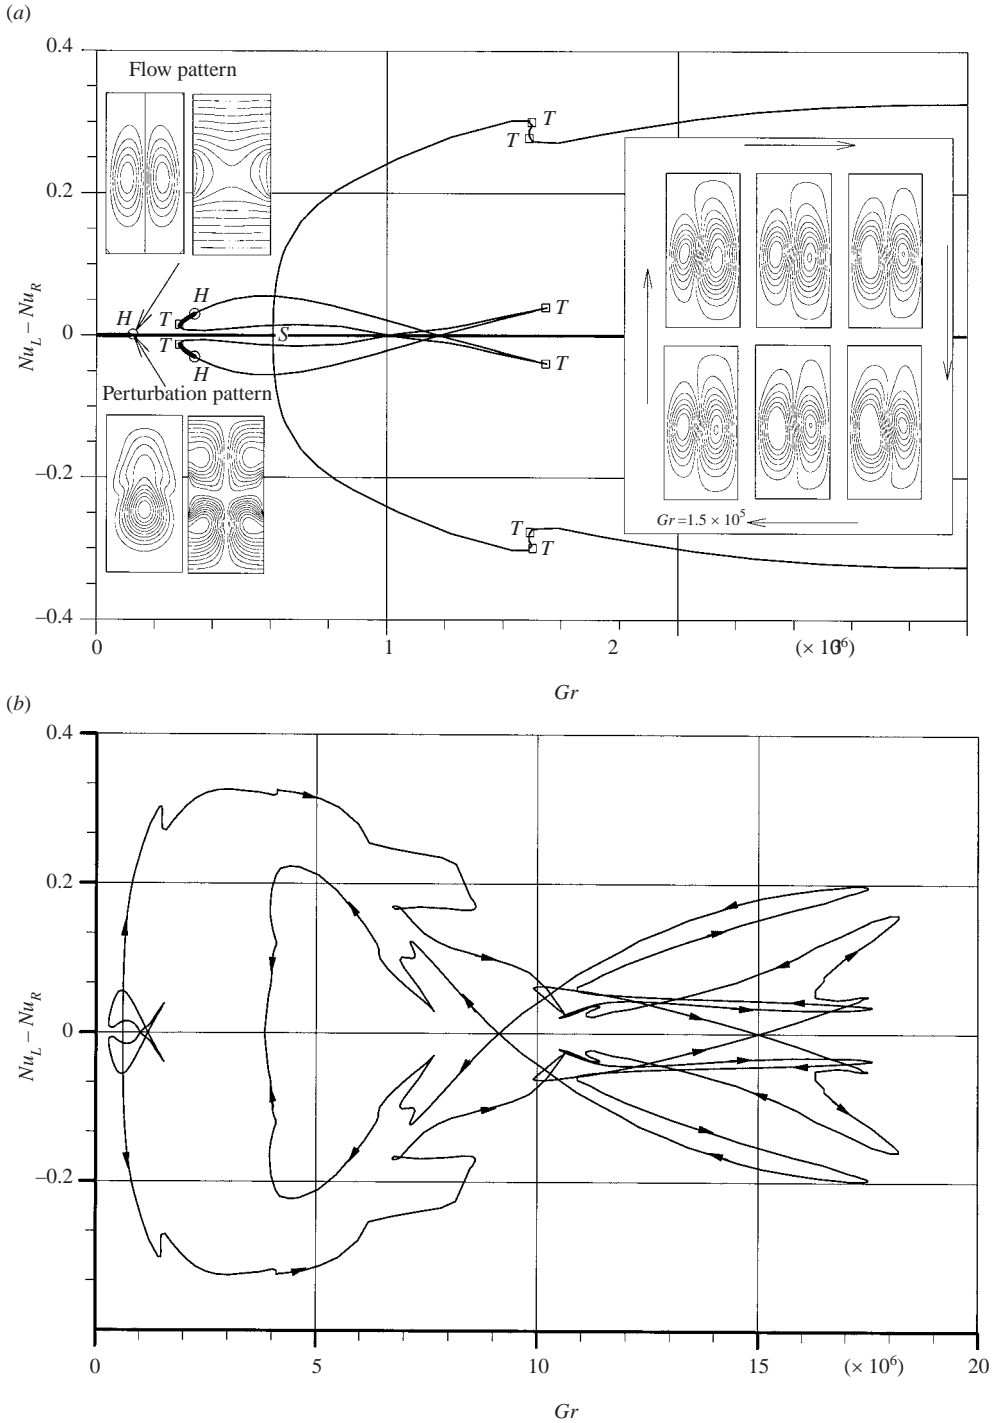 (a)
0.4
Flow pattern
T
T
0.2
H
H
T
T
S
T
T
H
Nu_L – Nu_R
0
Perturbation pattern
–0.2
T
T
Gr=1.5 × 10^5
–0.4
0
1
2
(× 10^6)
3
Gr
(b)
0.4
0.2
Nu_L – Nu_R
0
–0.2
0
5
10
15
(× 10^6)
20
Gr